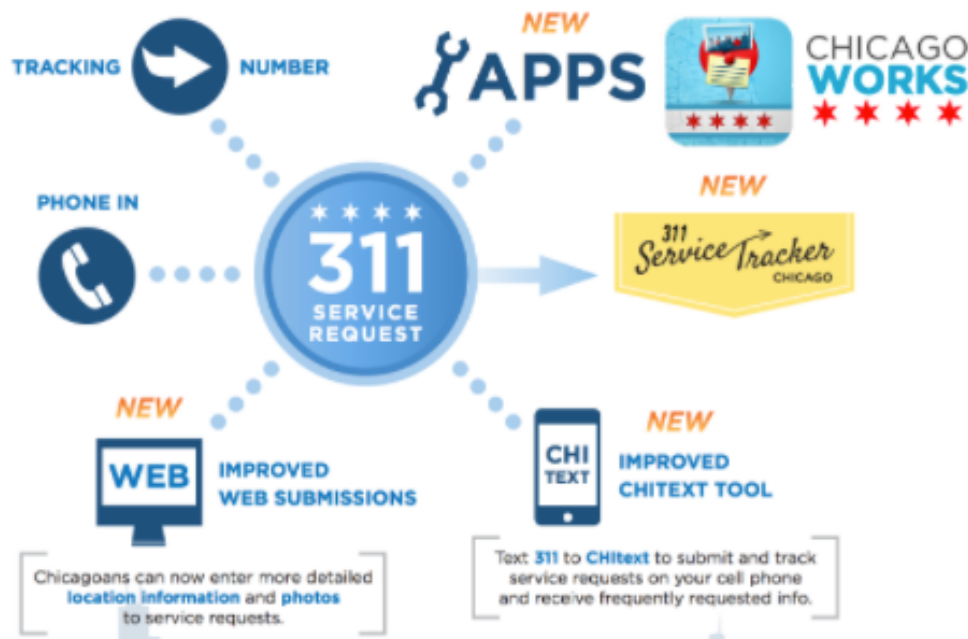 TRACKING NUMBER
NEW
APPS
CHICAGO
WORKS
PHONE IN
311
SERVICE
REQUEST
NEW
311
Service Tracker
CHICAGO
NEW
WEB
IMPROVED
WEB SUBMISSIONS
Chicagoans can now enter more detailed
location information and photos
to service requests.
NEW
CHI
TEXT
IMPROVED
CHITEXT TOOL
Text 311 to CHItext to submit and track
service requests on your cell phone
and receive frequently requested info.